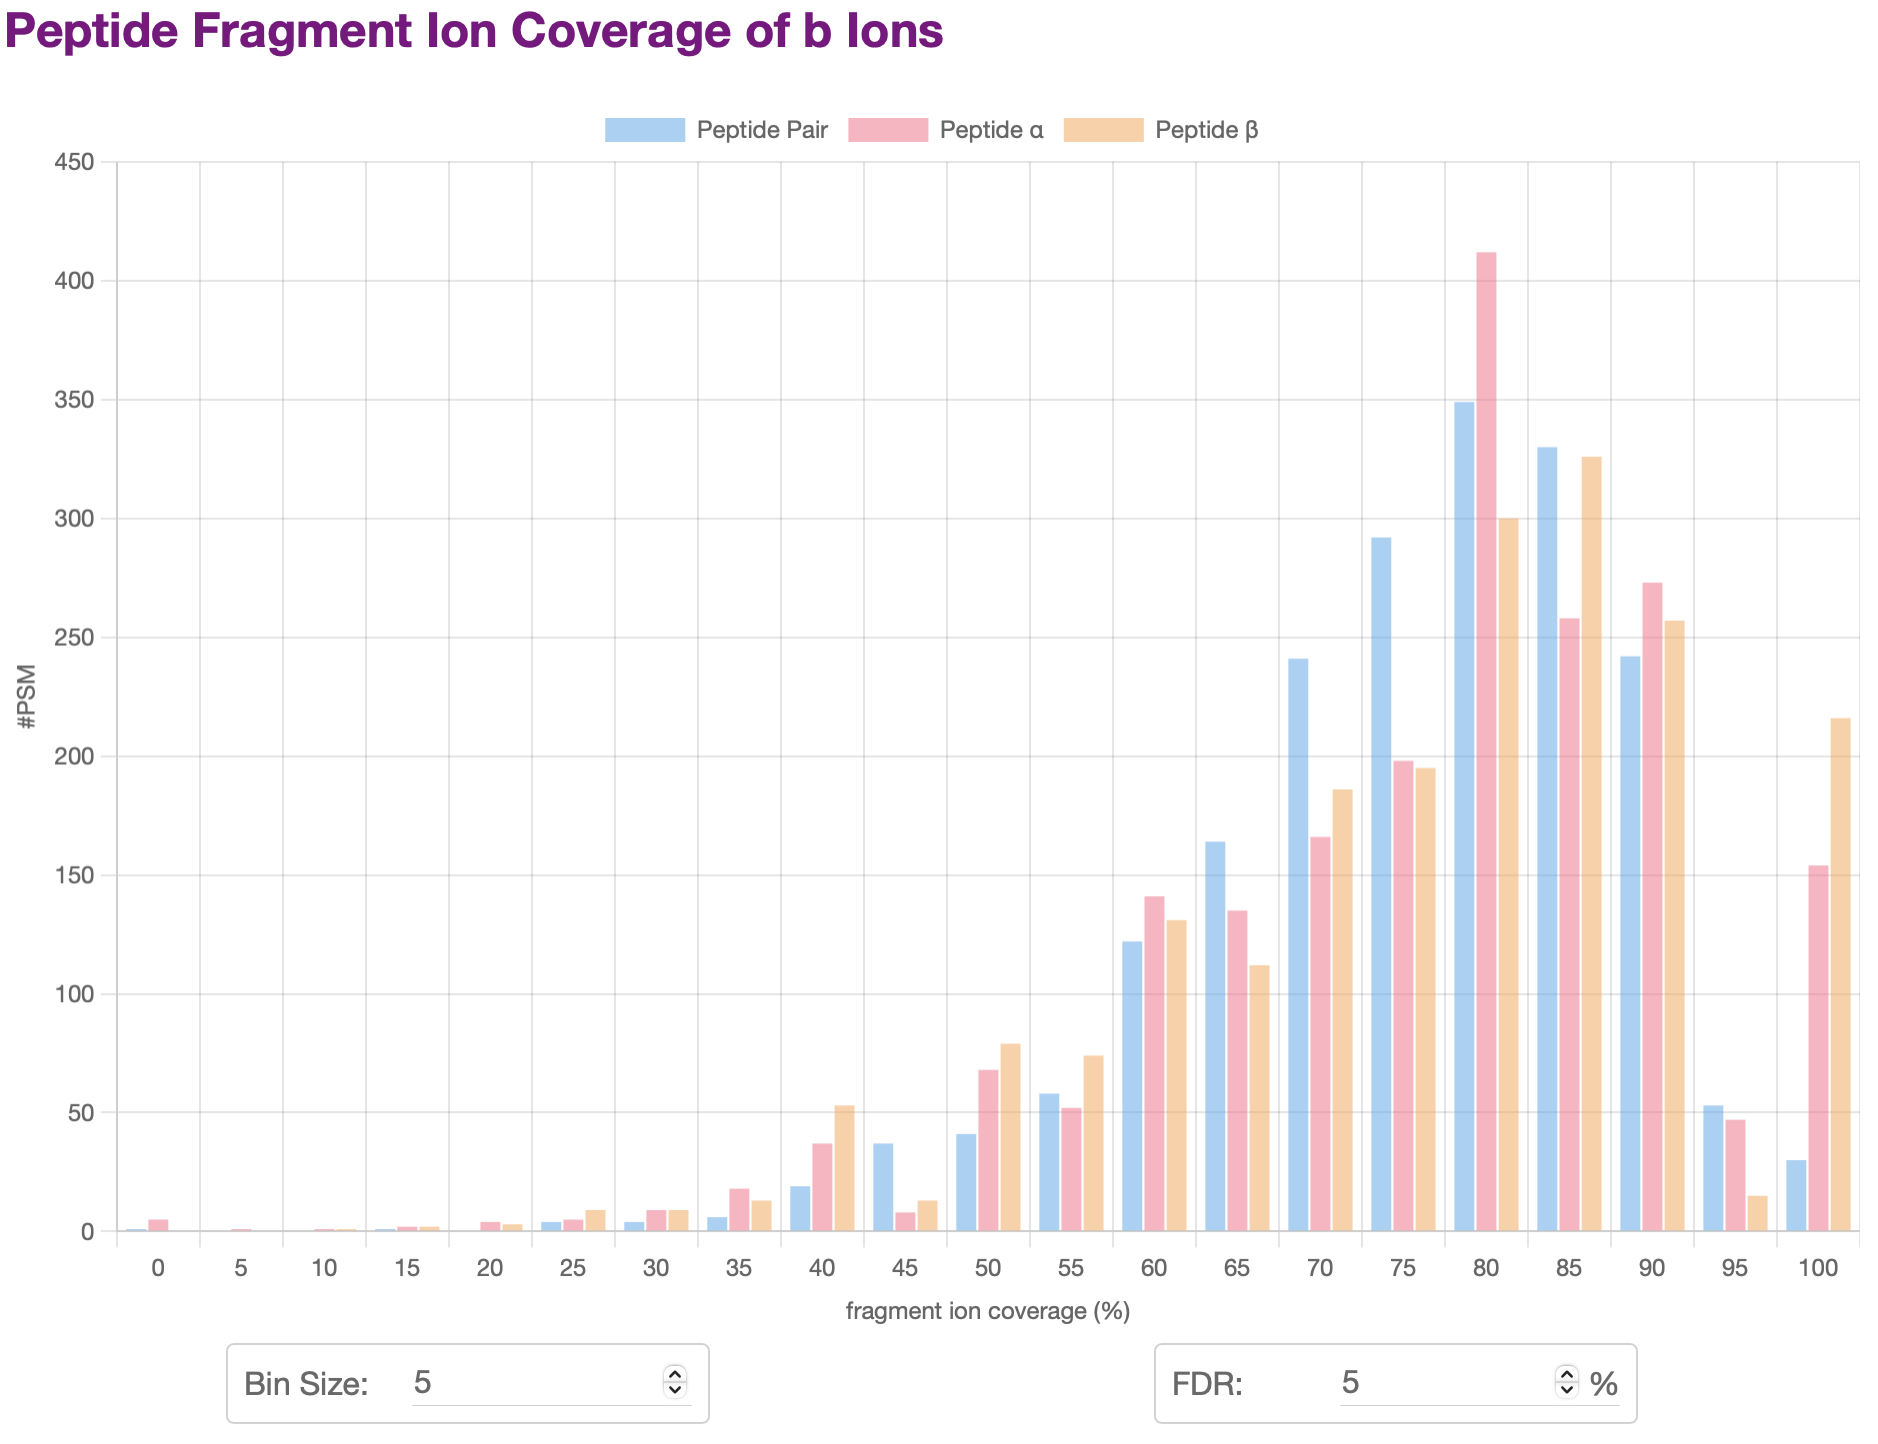 Peptide Fragment Ion Coverage of b Ions
Peptide Pair Peptide α Peptide β
450
400
350
300
250
200
150
100
50
0
#PSM
0 5 10 15 20 25 30 35 40 45 50 55 60 65 70 75 80 85 90 95 100
fragment ion coverage (%)
Bin Size: 5 FDR: 5 %